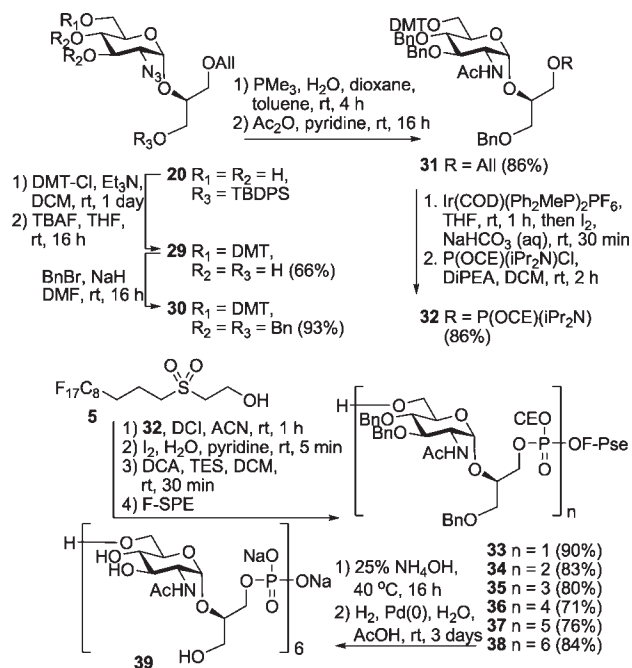 R₁O
R₂O
R₂O
N₃
O
O
OAll
O
R₃O
1) PMe₃, H₂O, dioxane,
toluene, rt, 4 h
2) Ac₂O, pyridine, rt, 16 h
DMTO
BnO
BnO
O
AcHN
O
OR
O
BnO
1) DMT-Cl, Et₃N,
DCM, rt, 1 day
2) TBAF, THF,
rt, 16 h
20 R₁ = R₂ = H,
R₃ = TBDPS
29 R₁ = DMT,
R₂ = R₃ = H (66%)
BnBr, NaH
DMF, rt, 16 h
30 R₁ = DMT,
R₂ = R₃ = Bn (93%)
31 R = All (86%)
1. Ir(COD)(Ph₂MeP)₂PF₆,
THF, rt, 1 h, then I₂,
NaHCO₃ (aq), rt, 30 min
2. P(OCE)(iPr₂N)Cl,
DiPEA, DCM, rt, 2 h
32 R = P(OCE)(iPr₂N)
(86%)
F₁₇C₈
O O
S
OH
5
1) 32, DCI, ACN, rt, 1 h
2) I₂, H₂O, pyridine, rt, 5 min
3) DCA, TES, DCM,
rt, 30 min
4) F-SPE
H
O
BnO
BnO
O
AcHN
O
O
CEO
O
P
O
OF-Pse
BnO
n
H
O
HO
HO
O
AcHN
O
O
NaO
O
P
O
ONa
HO
6
39
1) 25% NH₄OH,
40 °C, 16 h
2) H₂, Pd(0), H₂O,
AcOH, rt, 3 days
33 n = 1 (90%)
34 n = 2 (83%)
35 n = 3 (80%)
36 n = 4 (71%)
37 n = 5 (76%)
38 n = 6 (84%)